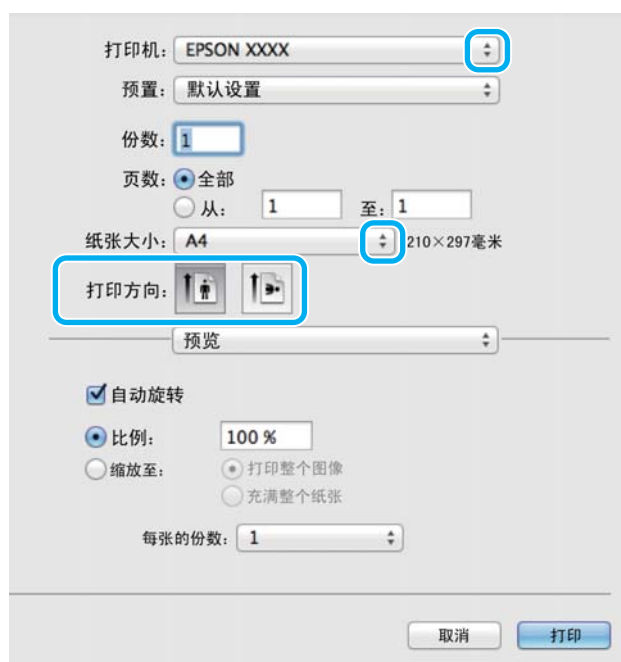 打印机: EPSON XXXX
预置: 默认设置
份数: 1
页数: 全部
从: 1 至: 1
纸张大小: A4 210×297毫米
打印方向:
预览
自动旋转
比例: 100 %
缩放至: 打印整个图像
充满整个纸张
每张的份数: 1
取消 打印